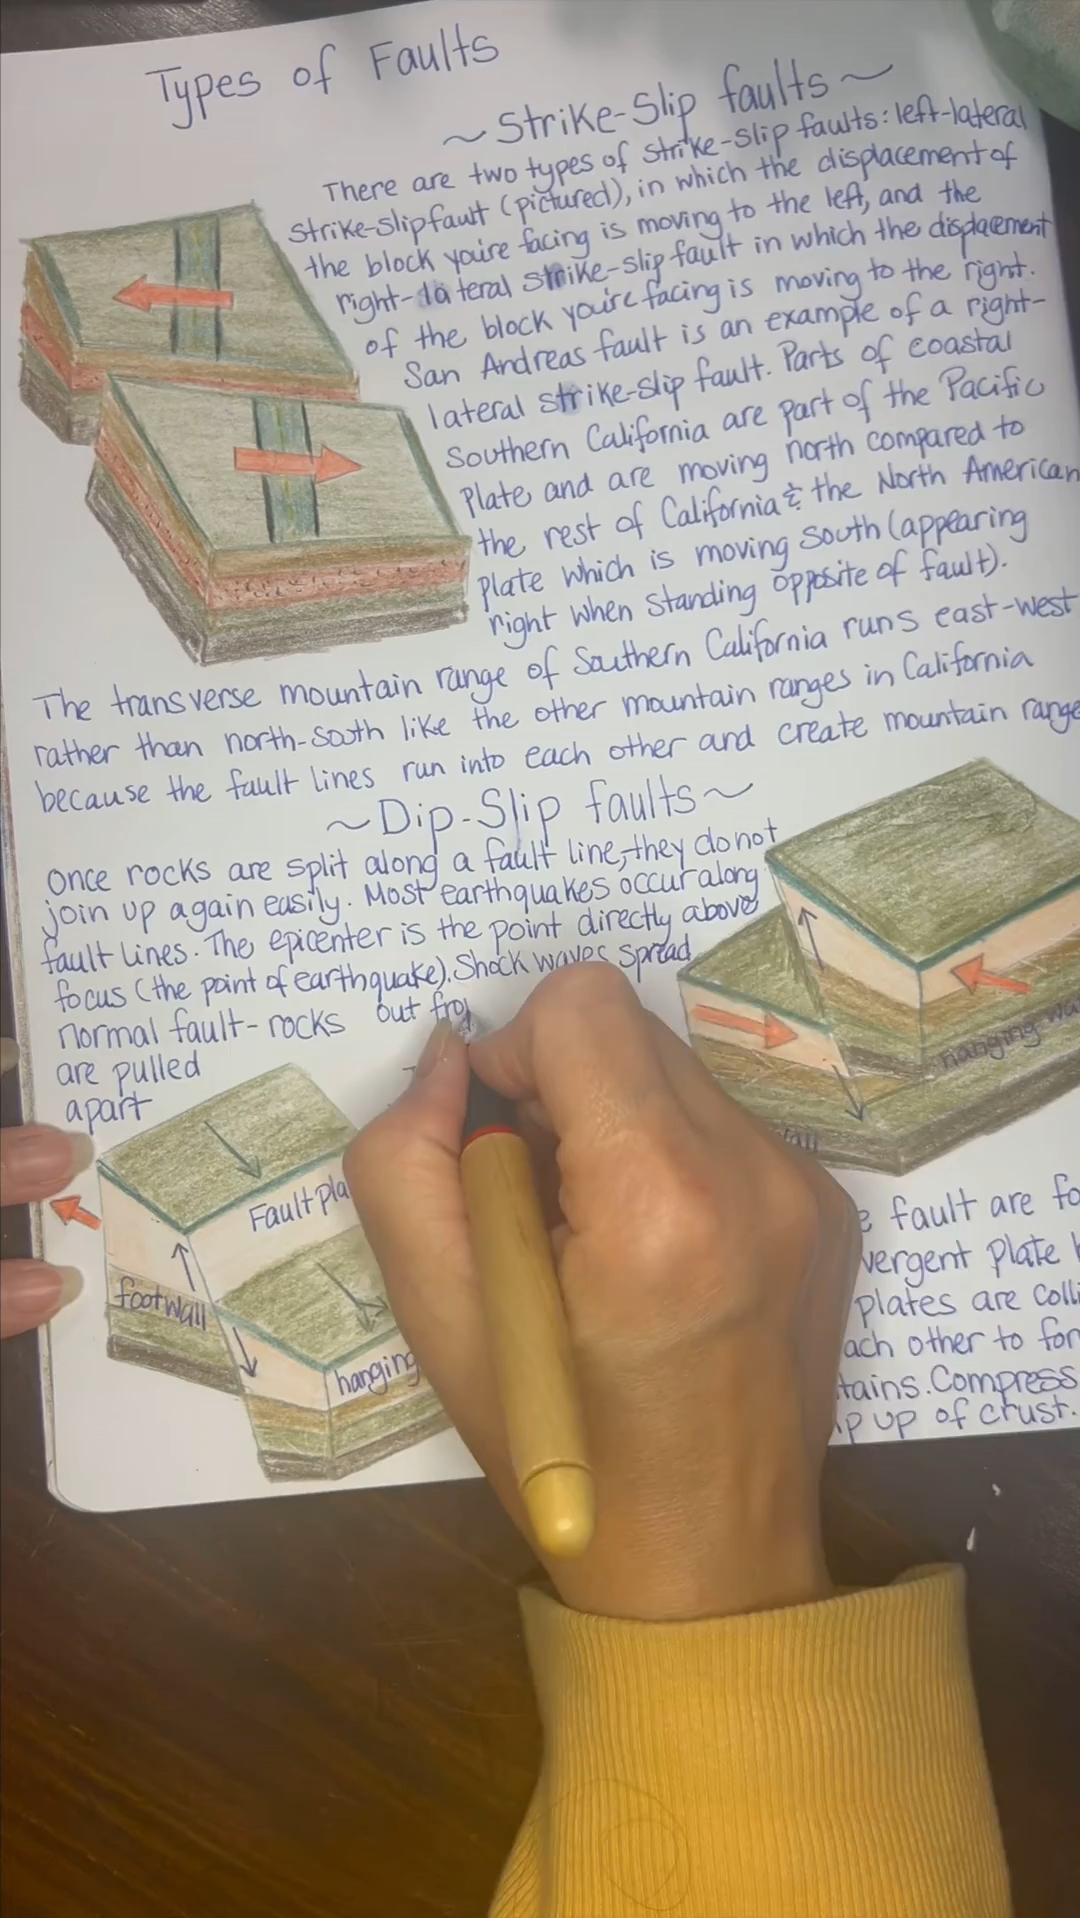 Types of Faults
~Strike-Slip faults~
There are two types of strike-slip faults: left-lateral
strike-slip fault (pictured), in which the displacement of
the block you're facing is moving to the left, and the
right-lateral strike-slip fault in which the displacement
of the block you're facing is moving to the right.
San Andreas fault is an example of a right-
lateral strike-slip fault. Parts of coastal
Southern California are part of the Pacific
plate and are moving north compared to
the rest of California & the North American
plate which is moving South (appearing
right when standing opposite of fault).
The transverse mountain range of Southern California runs east-west
rather than north-south like the other mountain ranges in California
because the fault lines run into each other and create mountain range
~Dip-Slip faults~
Once rocks are split along a fault line, they do not
join up again easily. Most earthquakes occur along
fault lines. The epicenter is the point directly above
focus (the point of earthquake). Shock waves spread
out fro
normal fault- rocks
are pulled
apart
Fault pla
footwall
hanging
hanging wa
all
e fault are fo
vergent plate
plates are colli
ach other to for
tains. Compress
p up of crust.